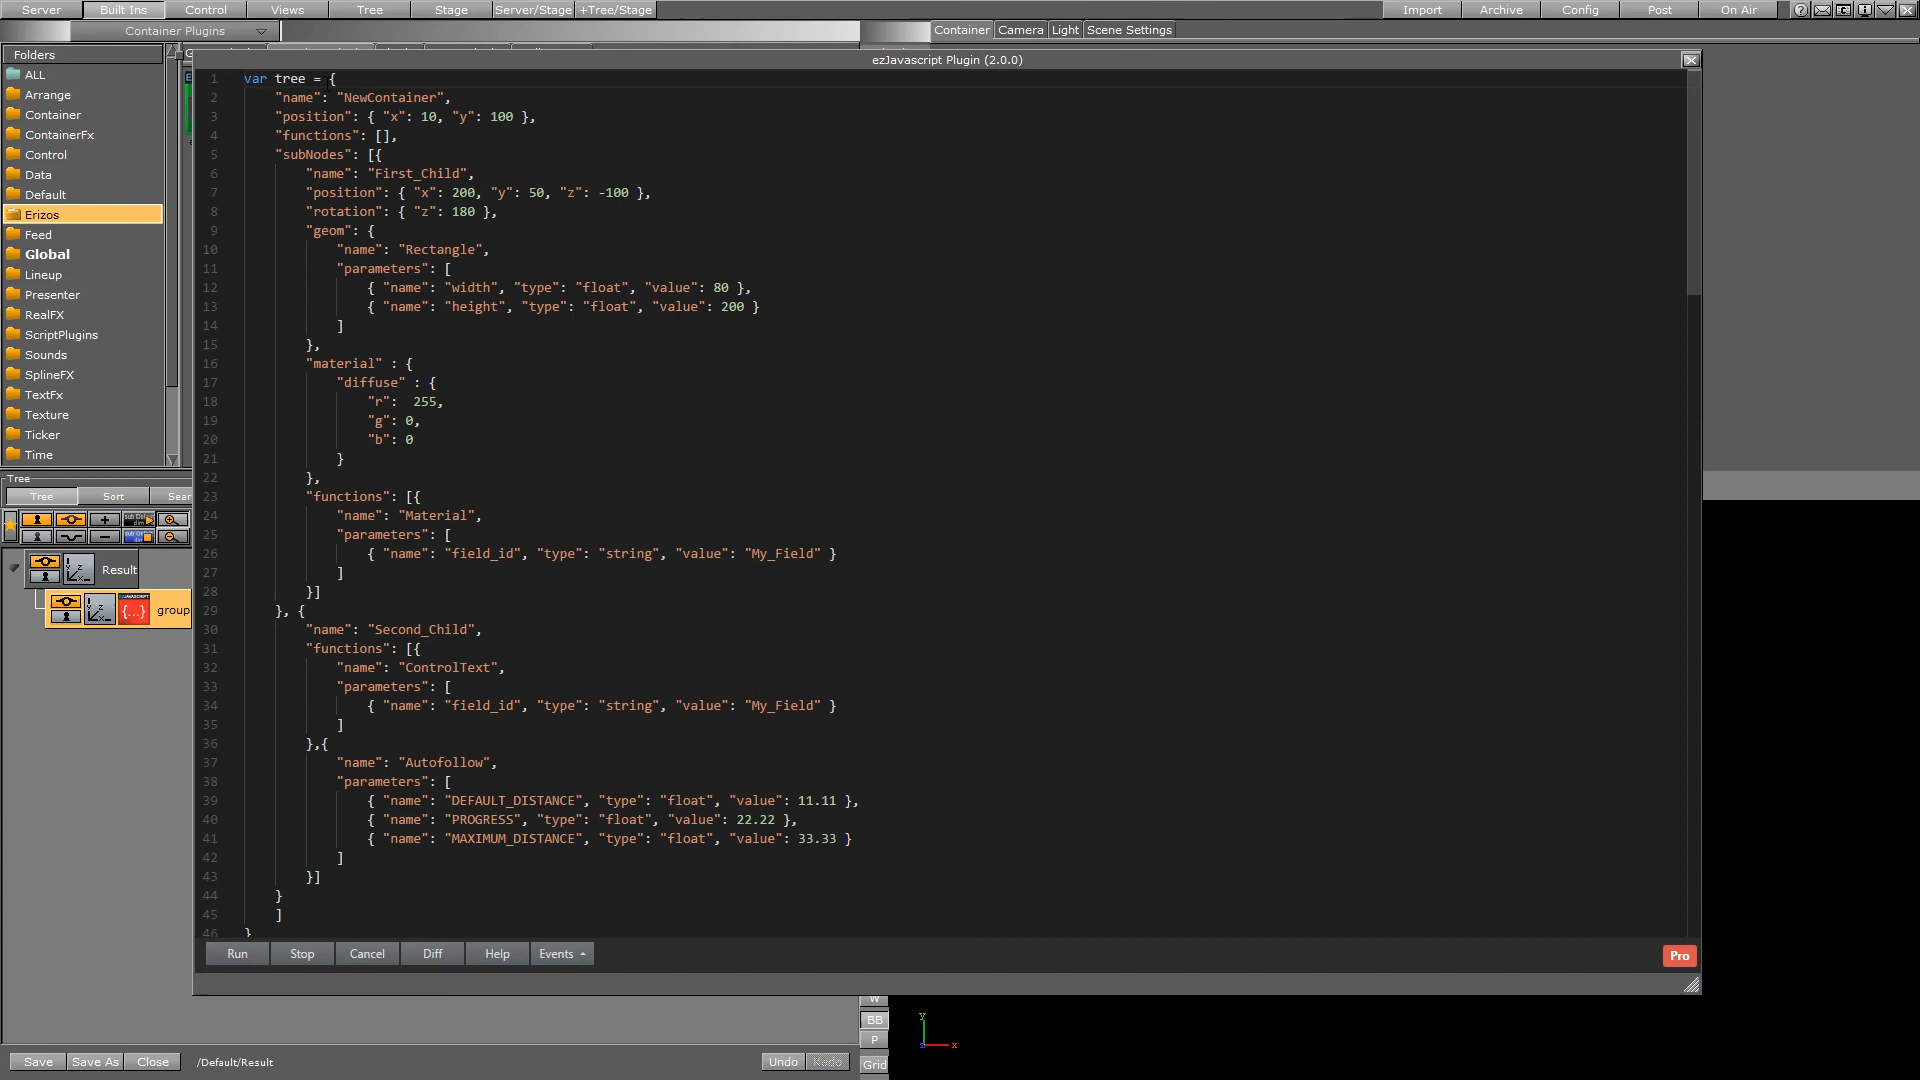 Server Built Ins Control Views Tree Stage Server/Stage +Tree/Stage Import Archive Config Post On Air
Container Plugins Container Camera Light Scene Settings
Folders
ALL
Arrange
Container
ContainerFx
Control
Data
Default
Erizos
Feed
Global
Lineup
Presenter
RealFX
ScriptPlugins
Sounds
SplineFX
TextFx
Texture
Ticker
Time
Tree
Tree Sort Sear
Result
group
ezJavascript Plugin (2.0.0)
1 var tree = {
2 "name": "NewContainer",
3 "position": { "x": 10, "y": 100 },
4 "functions": [],
5 "subNodes": [{
6 "name": "First_Child",
7 "position": { "x": 200, "y": 50, "z": -100 },
8 "rotation": { "z": 180 },
9 "geom": {
10 "name": "Rectangle",
11 "parameters": [
12 { "name": "width", "type": "float", "value": 80 },
13 { "name": "height", "type": "float", "value": 200 }
14 ]
15 },
16 "material" : {
17 "diffuse" : {
18 "r":  255,
19 "g": 0,
20 "b": 0
21 }
22 },
23 "functions": [{
24 "name": "Material",
25 "parameters": [
26 { "name": "field_id", "type": "string", "value": "My_Field" }
27 ]
28 }]
29 }, {
30 "name": "Second_Child",
31 "functions": [{
32 "name": "ControlText",
33 "parameters": [
34 { "name": "field_id", "type": "string", "value": "My_Field" }
35 ]
36 },{
37 "name": "Autofollow",
38 "parameters": [
39 { "name": "DEFAULT_DISTANCE", "type": "float", "value": 11.11 },
40 { "name": "PROGRESS", "type": "float", "value": 22.22 },
41 { "name": "MAXIMUM_DISTANCE", "type": "float", "value": 33.33 }
42 ]
43 }]
44 }
45 ]
46 }
Run Stop Cancel Diff Help Events Pro
W
BB
P
Grid
y
z x
Save Save As Close /Default/Result Undo Redo